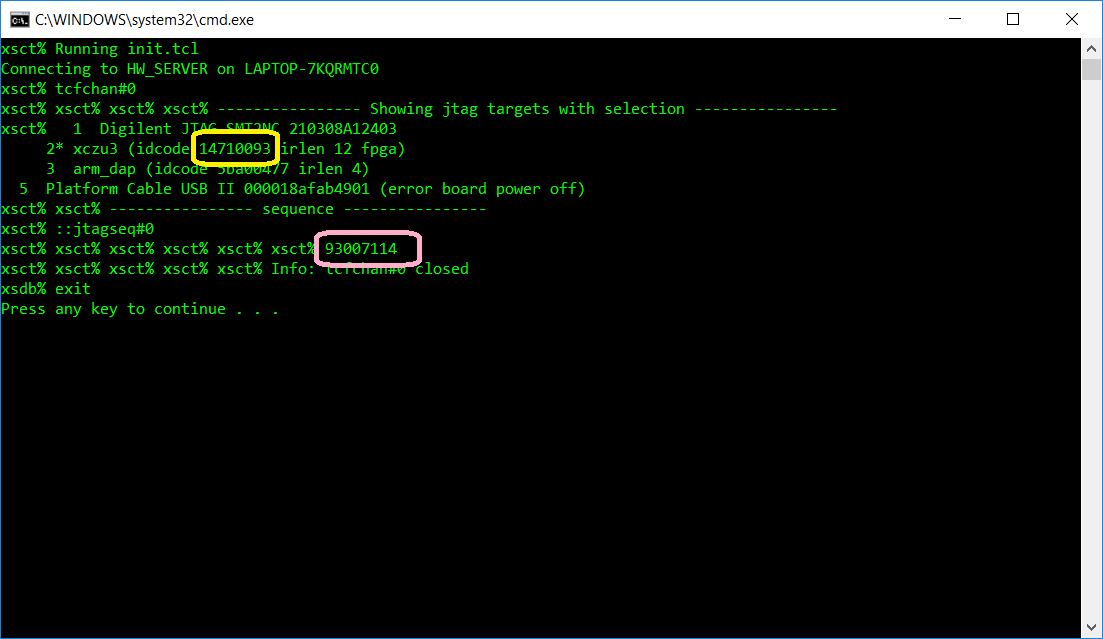 C:\WINDOWS\system32\cmd.exe
xsct% Running init.tcl
Connecting to HW_SERVER on LAPTOP-7KQRMTC0
xsct% tcfchan#0
xsct% xsct% xsct% xsct% ---------------- Showing jtag targets with selection ----------------
xsct%   1  Digilent JTAG-SMT2NC 210308A12403
     2* xczu3 (idcode 14710093 irlen 12 fpga)
     3  arm_dap (idcode 5ba00477 irlen 4)
  5  Platform Cable USB II 000018afab4901 (error board power off)
xsct% xsct% ---------------- sequence ----------------
xsct% ::jtagseq#0
xsct% xsct% xsct% xsct% xsct% xsct% 93007114
xsct% xsct% xsct% xsct% xsct% Info: tcfchan#0 closed
xsdb% exit
Press any key to continue . . .